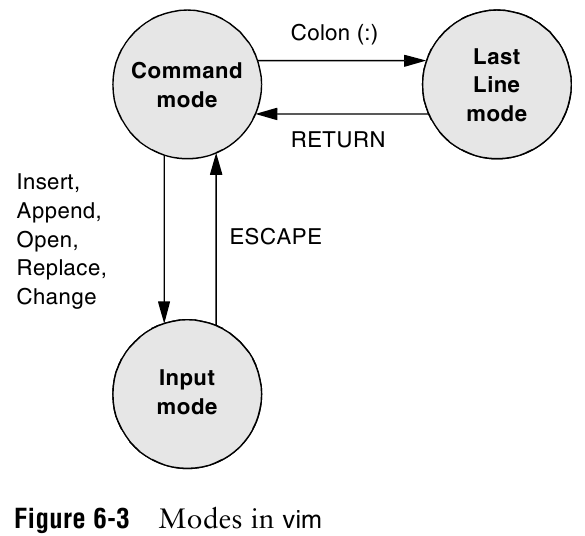 Colon (:)
Command
mode
Last
Line
mode
RETURN
Insert,
Append,
Open,
Replace,
Change
ESCAPE
Input
mode
Figure 6-3 Modes in vim